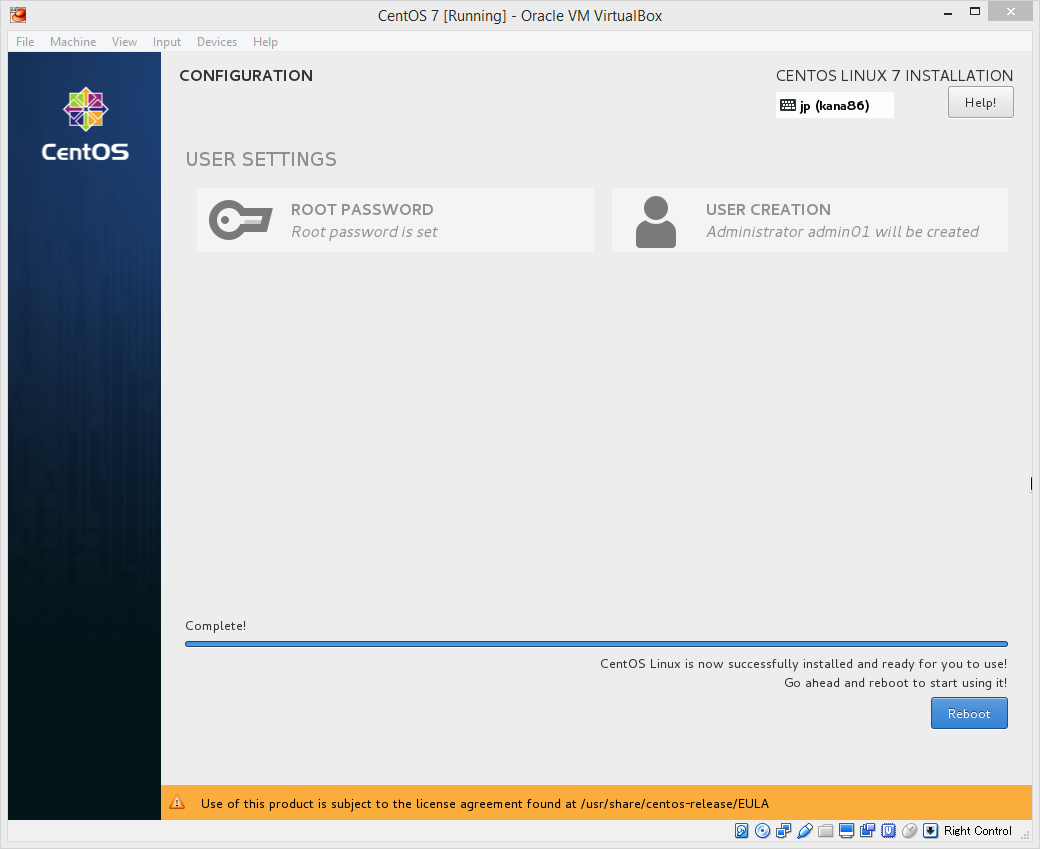 CentOS 7 [Running] - Oracle VM VirtualBox
File Machine View Input Devices Help
CentOS
CONFIGURATION
CENTOS LINUX 7 INSTALLATION
jp (kana86)
Help!
USER SETTINGS
ROOT PASSWORD
Root password is set
USER CREATION
Administrator admin01 will be created
Complete!
CentOS Linux is now successfully installed and ready for you to use!
Go ahead and reboot to start using it!
Reboot
Use of this product is subject to the license agreement found at /usr/share/centos-release/EULA
Right Control